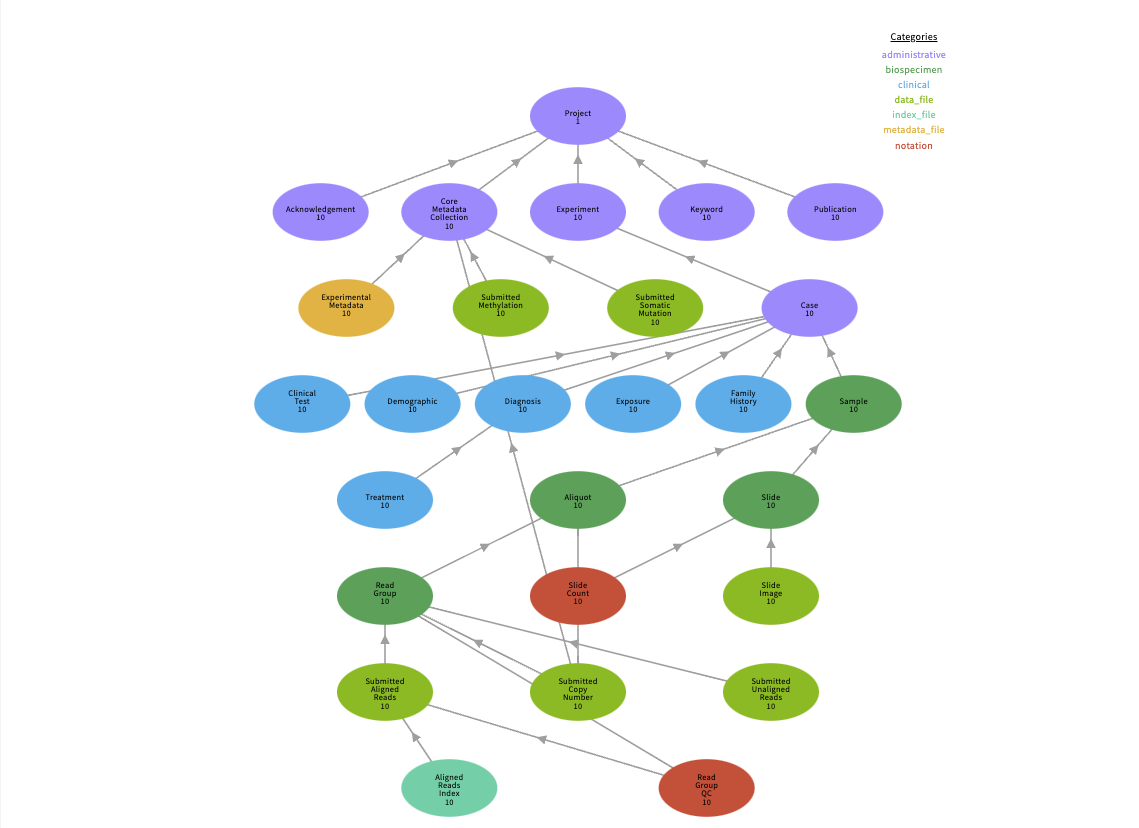 Categories
administrative
biospecimen
clinical
data_file
index_file
metadata_file
notation
Project
1
Acknowledgement
10
Core
Metadata
Collection
10
Experiment
10
Keyword
10
Publication
10
Experimental
Metadata
10
Submitted
Methylation
10
Submitted
Somatic
Mutation
10
Case
10
Clinical
Test
10
Demographic
10
Diagnosis
10
Exposure
10
Family
History
10
Sample
10
Treatment
10
Aliquot
10
Slide
10
Read
Group
10
Slide
Count
10
Slide
Image
10
Submitted
Aligned
Reads
10
Submitted
Copy
Number
10
Submitted
Unaligned
Reads
10
Aligned
Reads
Index
10
Read
Group
QC
10